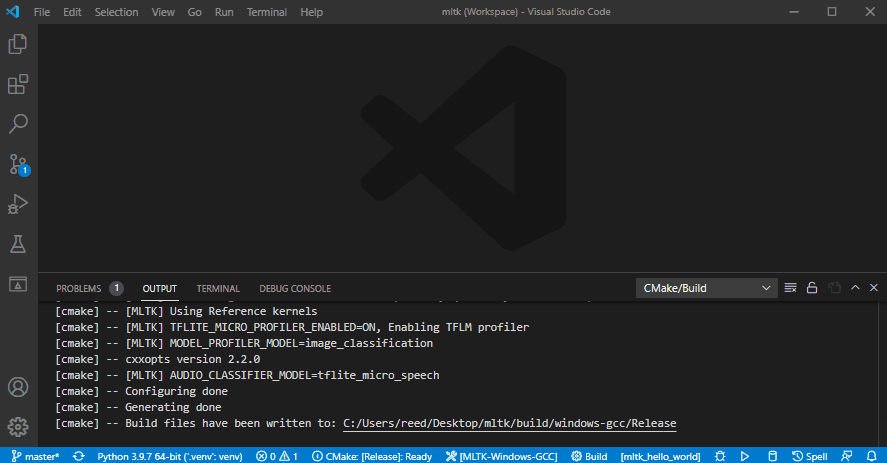 File Edit Selection View Go Run Terminal Help mltk (Workspace) - Visual Studio Code
1
PROBLEMS 1 OUTPUT TERMINAL DEBUG CONSOLE CMake/Build
[cmake] -- [MLTK] Using Reference kernels
[cmake] -- [MLTK] TFLITE_MICRO_PROFILER_ENABLED=ON, Enabling TFLM profiler
[cmake] -- [MLTK] MODEL_PROFILER_MODEL=image_classification
[cmake] -- cxxopts version 2.2.0
[cmake] -- [MLTK] AUDIO_CLASSIFIER_MODEL=tflite_micro_speech
[cmake] -- Configuring done
[cmake] -- Generating done
[cmake] -- Build files have been written to: C:/Users/reed/Desktop/mltk/build/windows-gcc/Release
master* Python 3.9.7 64-bit ('.venv': venv) 0 1 CMake: [Release]: Ready [MLTK-Windows-GCC] Build [mltk_hello_world] Spell